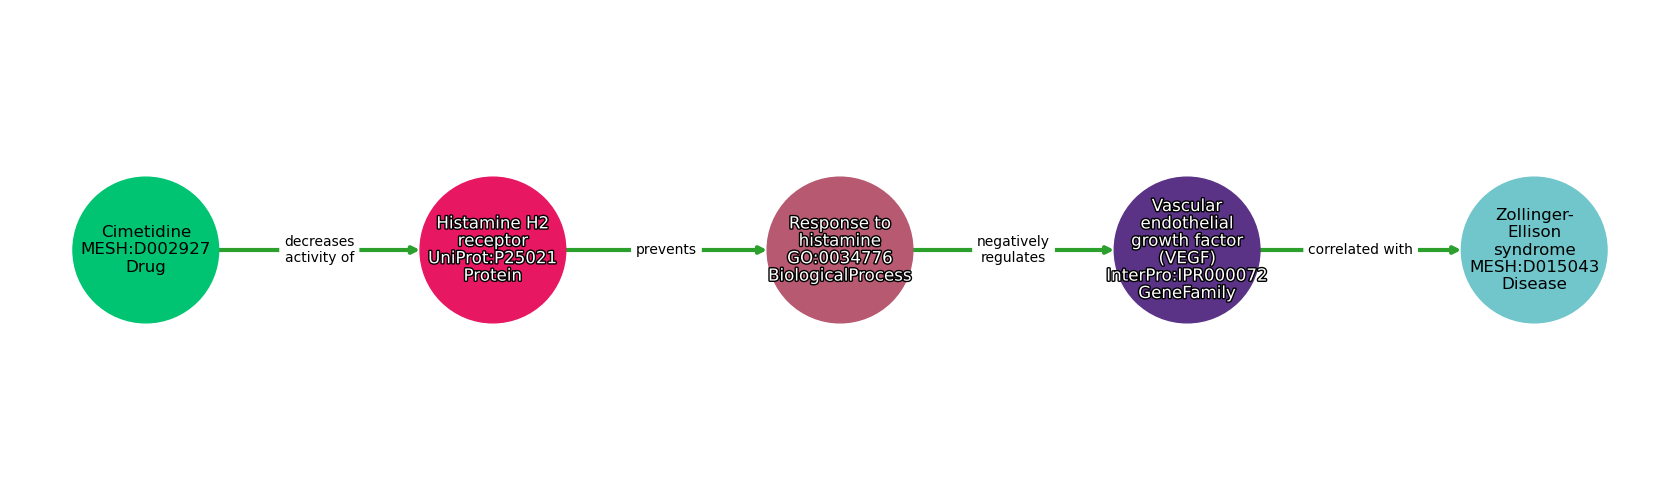 Cimetidine
MESH:D002927
Drug
decreases
activity of
Histamine H2
receptor
UniProt:P25021
Protein
prevents
Response to
histamine
GO:0034776
BiologicalProcess
negatively
regulates
Vascular
endothelial
growth factor
(VEGF)
InterPro:IPR000072
GeneFamily
correlated with
Zollinger-
Ellison
syndrome
MESH:D015043
Disease